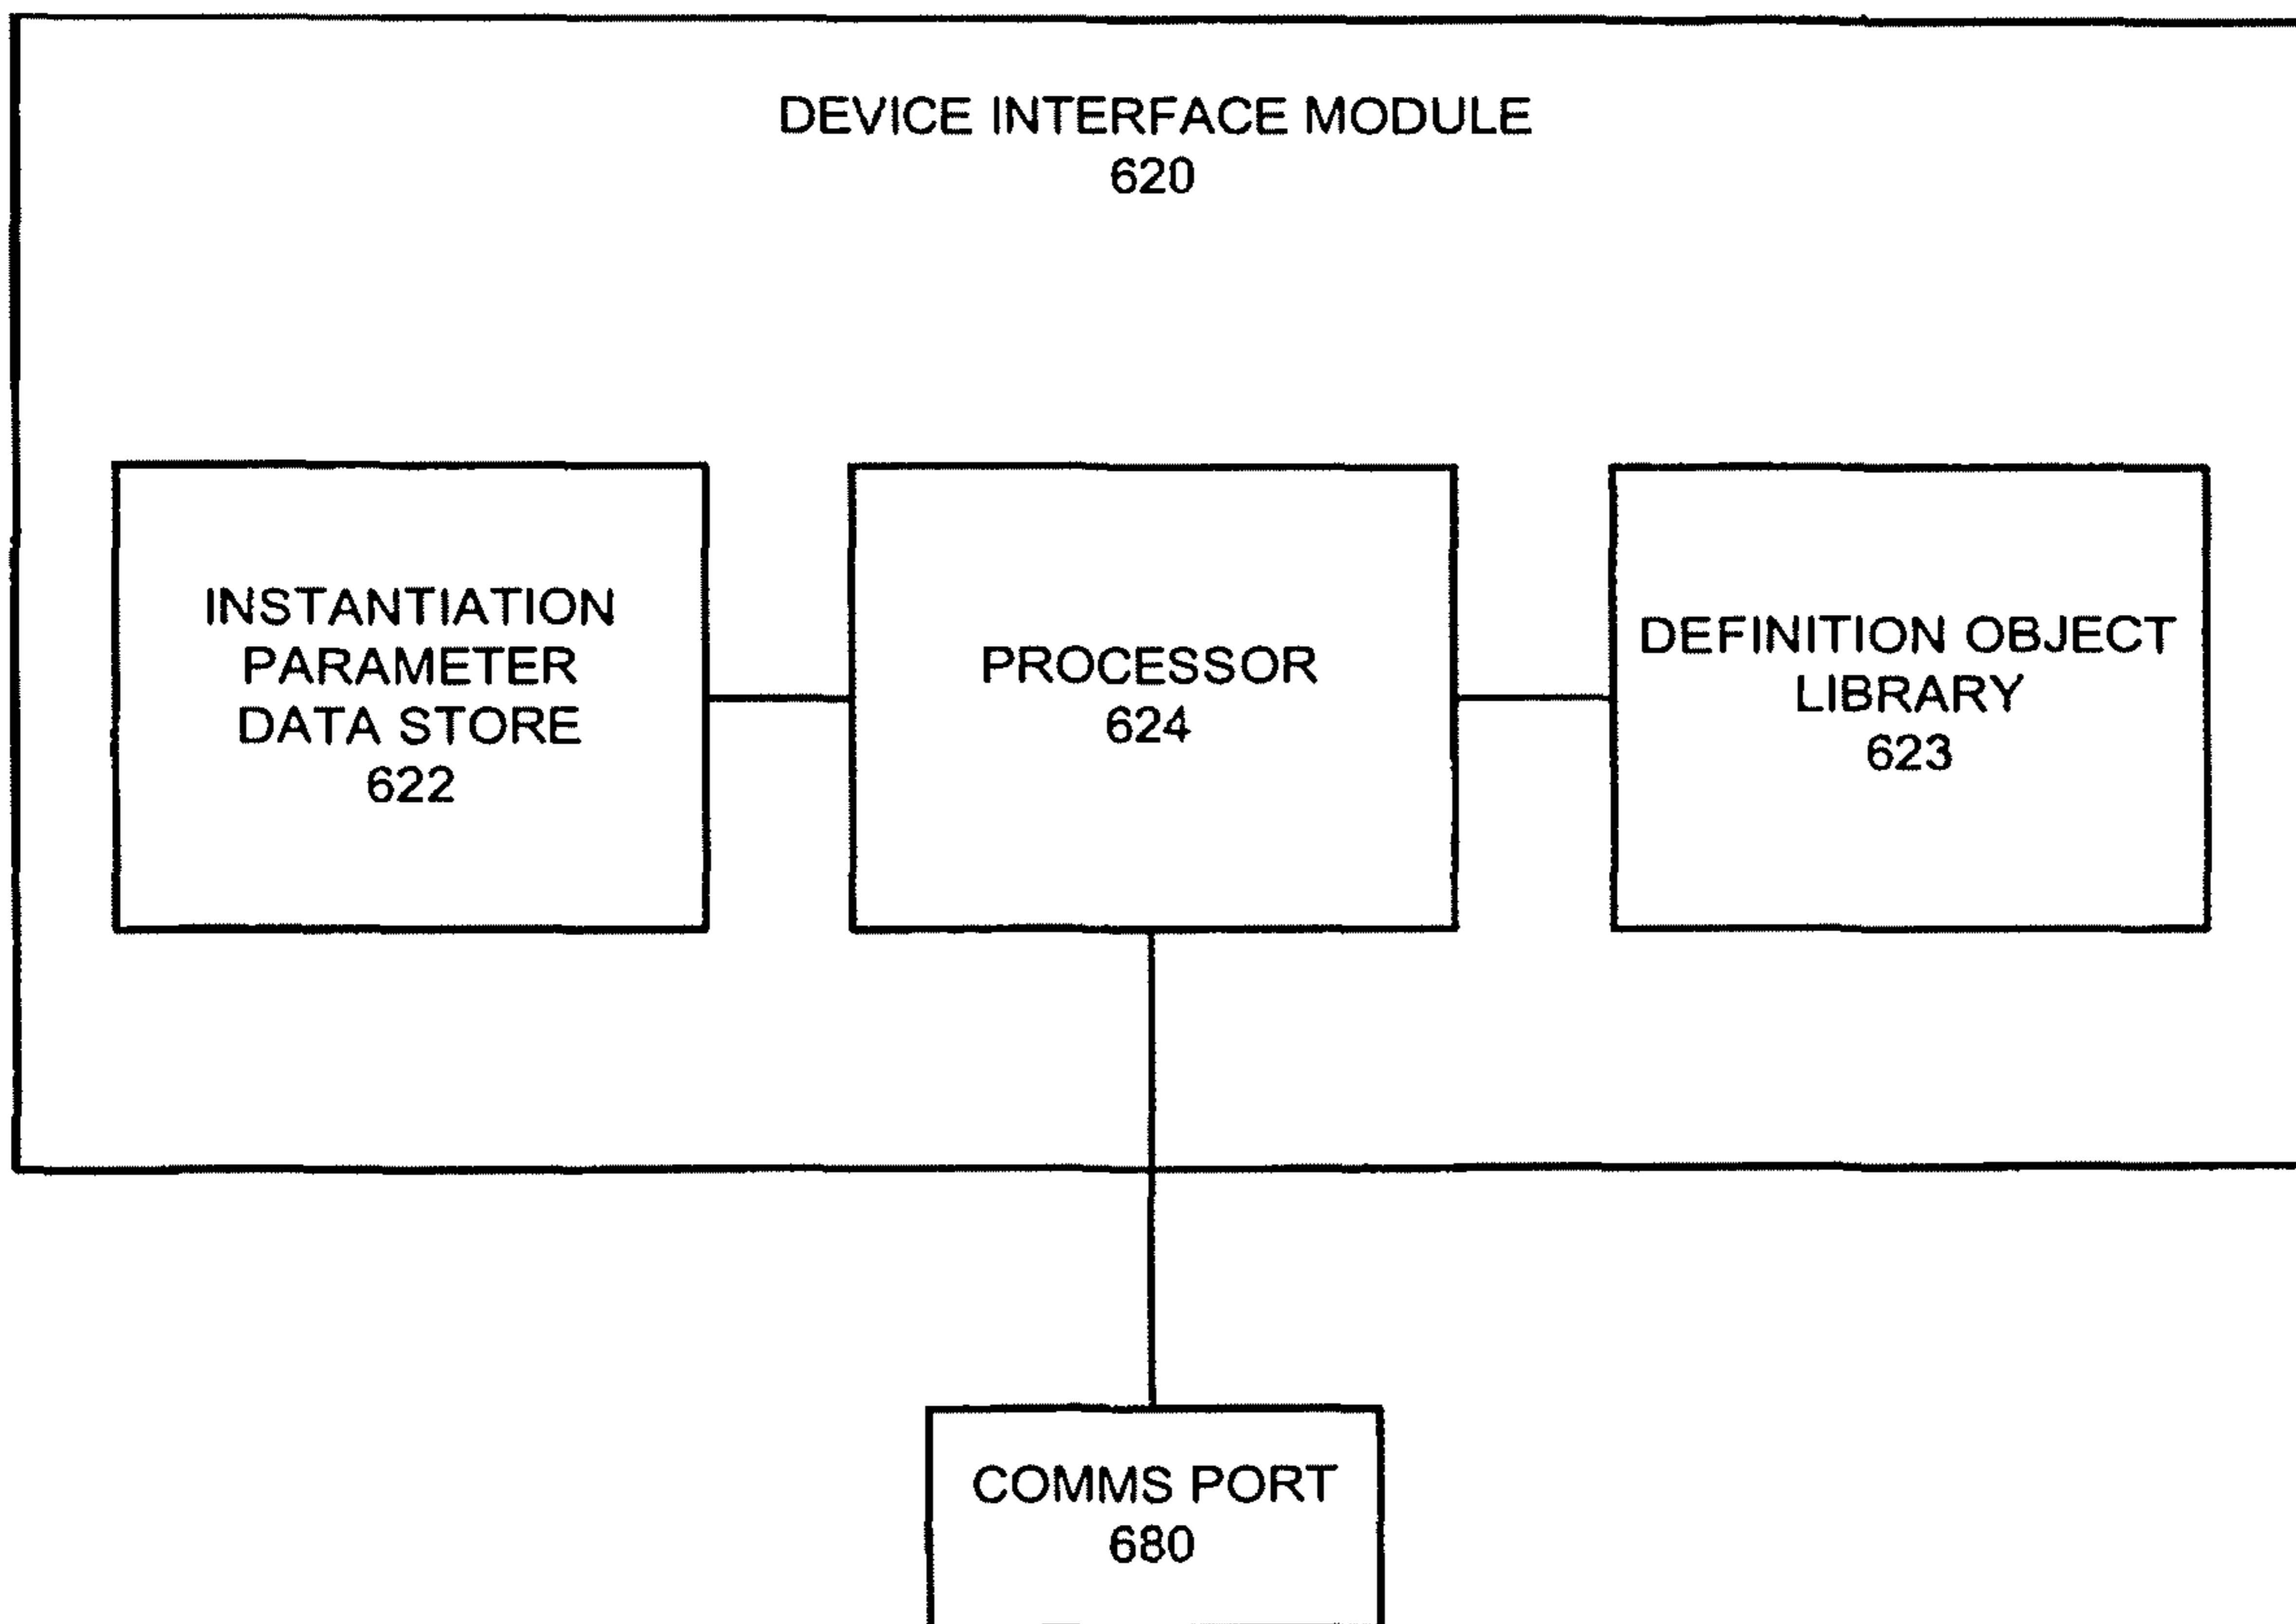 DEVICE INTERFACE MODULE
620
INSTANTIATION
PARAMETER
DATA STORE
622
PROCESSOR
624
DEFINITION OBJECT
LIBRARY
623
COMMS PORT
680